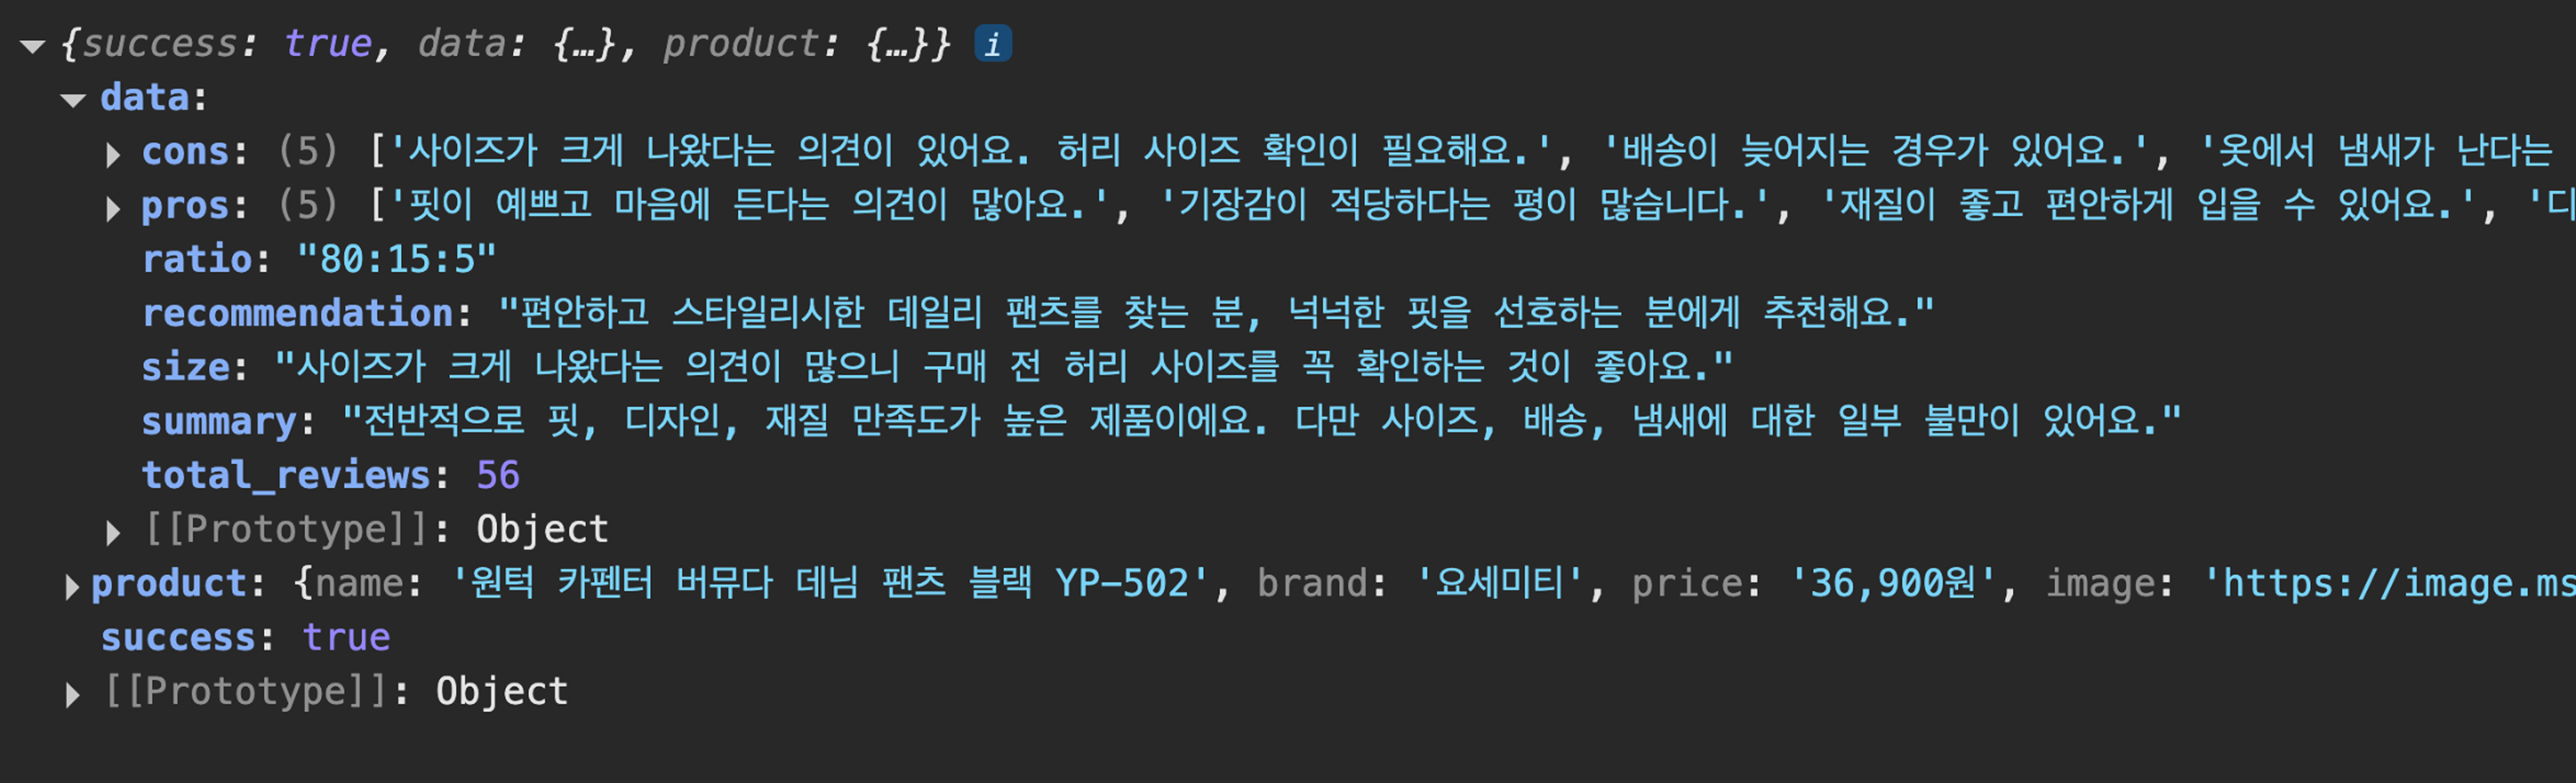 {success: true, data: {…}, product: {…}} i
data:
cons: (5) ['사이즈가 크게 나왔다는 의견이 있어요. 허리 사이즈 확인이 필요해요.', '배송이 늦어지는 경우가 있어요.', '옷에서 냄새가 난다는
pros: (5) ['핏이 예쁘고 마음에 든다는 의견이 많아요.', '기장감이 적당하다는 평이 많습니다.', '재질이 좋고 편안하게 입을 수 있어요.', '디
ratio: "80:15:5"
recommendation: "편안하고 스타일리시한 데일리 팬츠를 찾는 분, 넉넉한 핏을 선호하는 분에게 추천해요."
size: "사이즈가 크게 나왔다는 의견이 많으니 구매 전 허리 사이즈를 꼭 확인하는 것이 좋아요."
summary: "전반적으로 핏, 디자인, 재질 만족도가 높은 제품이에요. 다만 사이즈, 배송, 냄새에 대한 일부 불만이 있어요."
total_reviews: 56
[[Prototype]]: Object
product: {name: '원턱 카펜터 버뮤다 데님 팬츠 블랙 YP-502', brand: '요세미티', price: '36,900원', image: 'https://image.ms
success: true
[[Prototype]]: Object